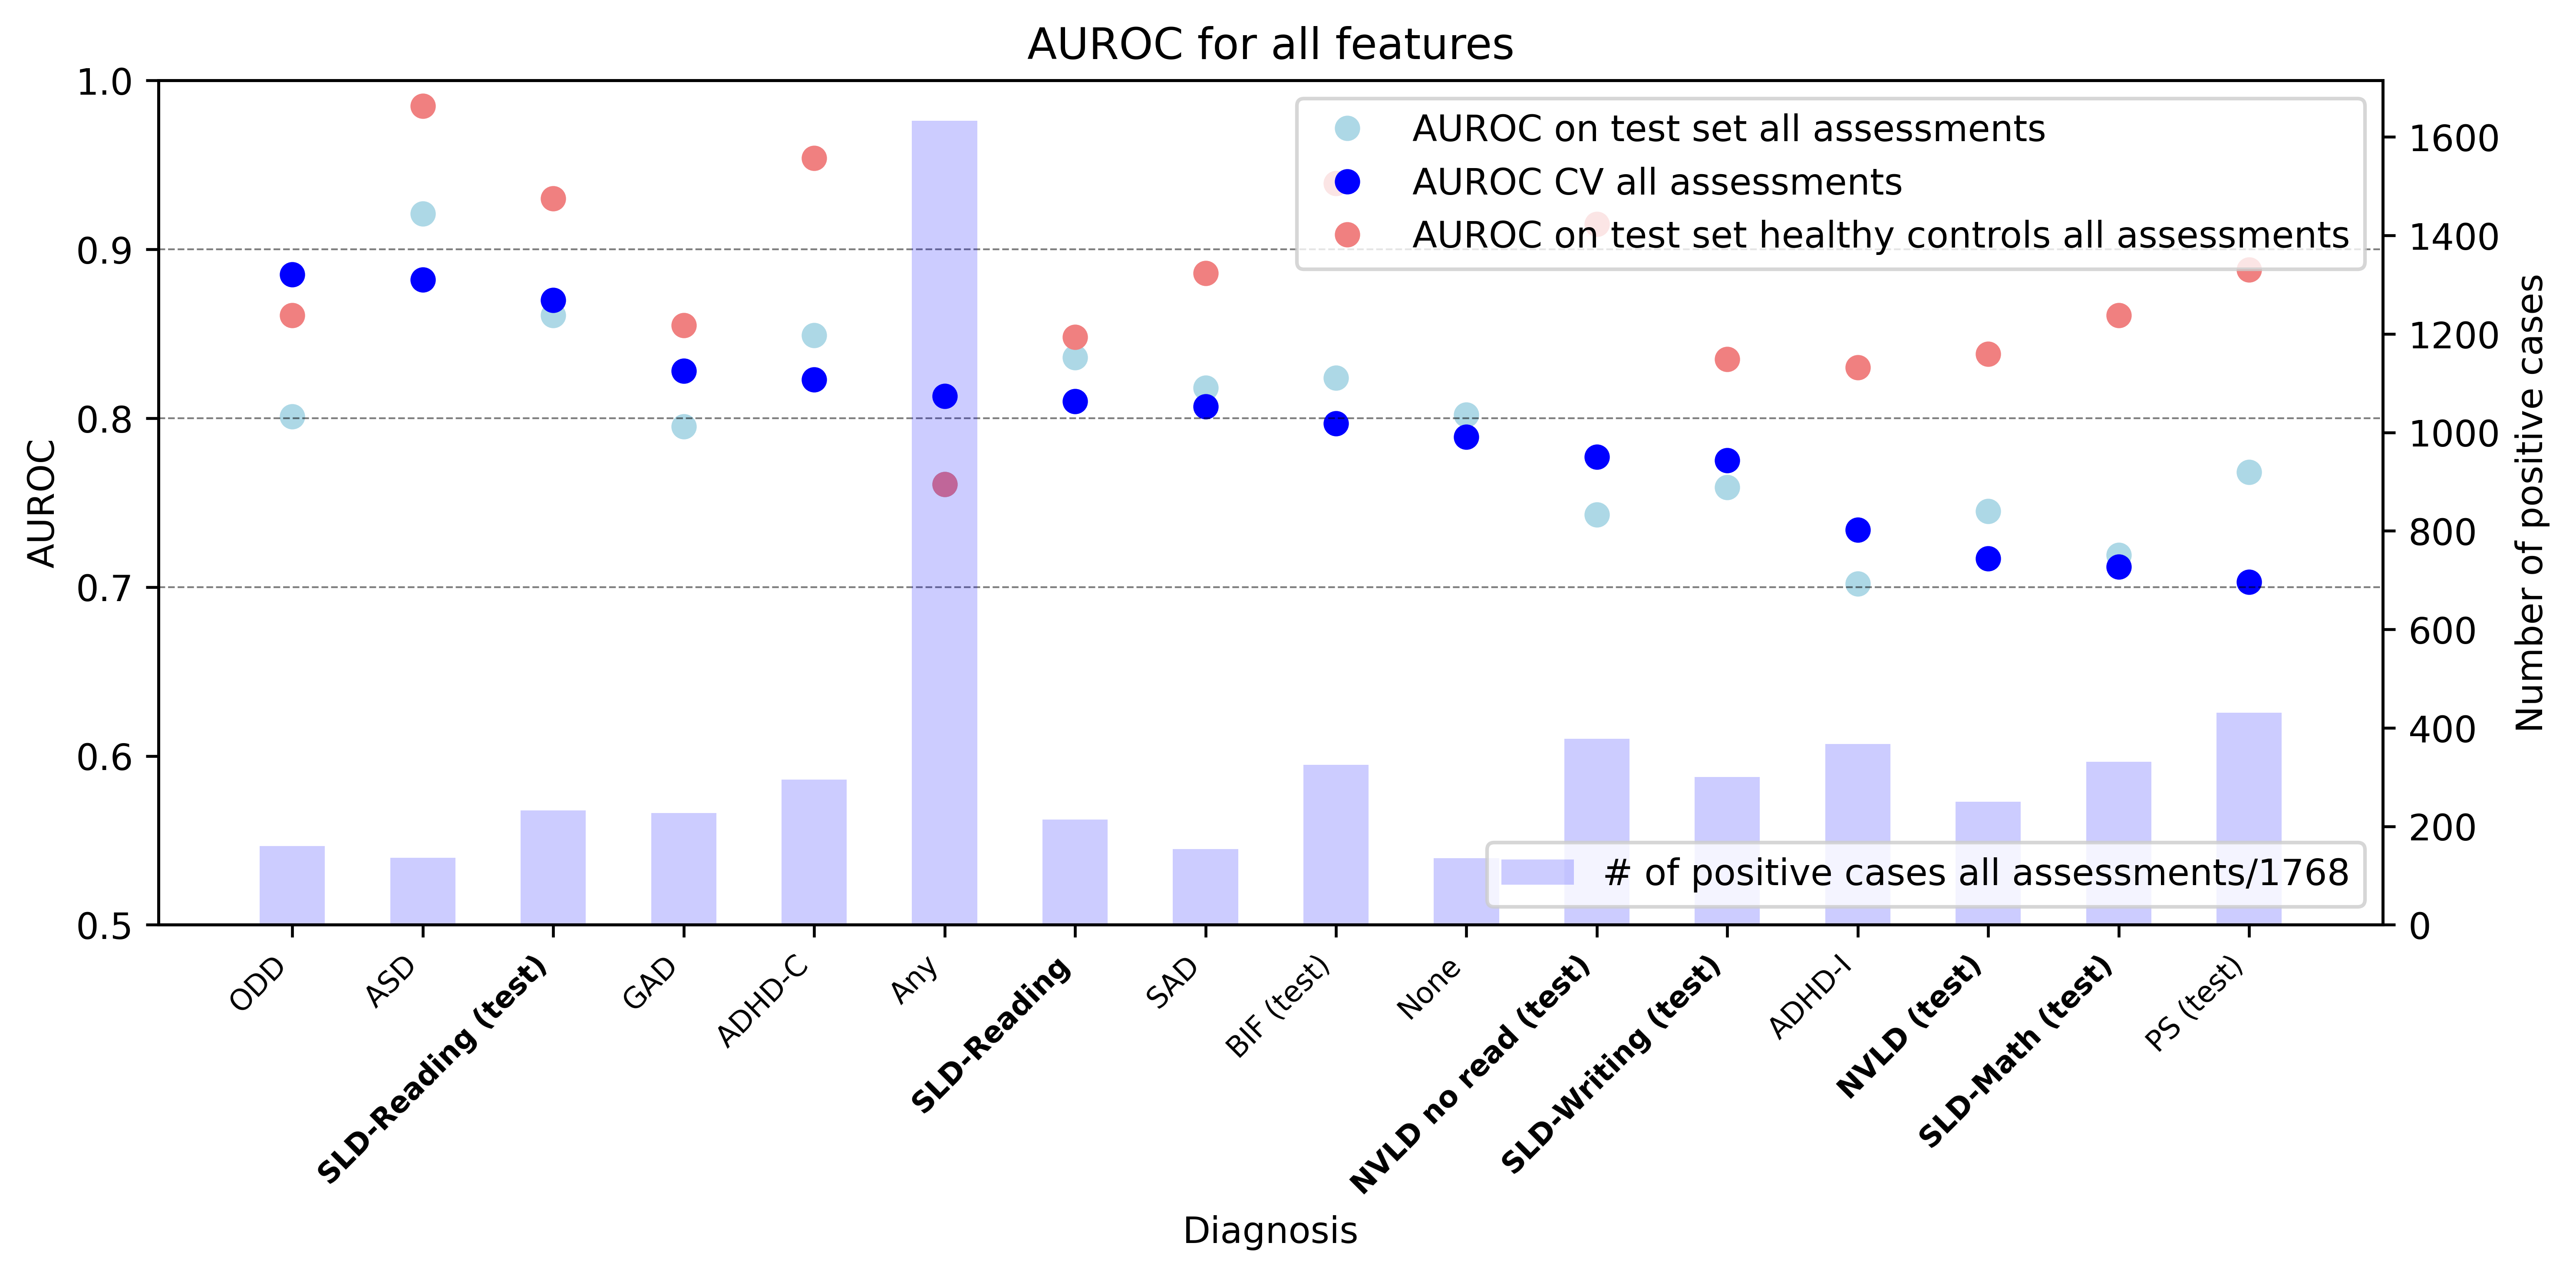 AUROC for all features
AUROC on test set all assessments
AUROC CV all assessments
AUROC on test set healthy controls all assessments
# of positive cases all assessments/1768
AUROC
1.0
0.9
0.8
0.7
0.6
0.5
Number of positive cases
1600
1400
1200
1000
800
600
400
200
0
ODD
ASD
SLD-Reading (test)
GAD
ADHD-C
Any
SLD-Reading
SAD
BIF (test)
None
NVLD no read (test)
SLD-Writing (test)
ADHD-I
NVLD (test)
SLD-Math (test)
PS (test)
Diagnosis